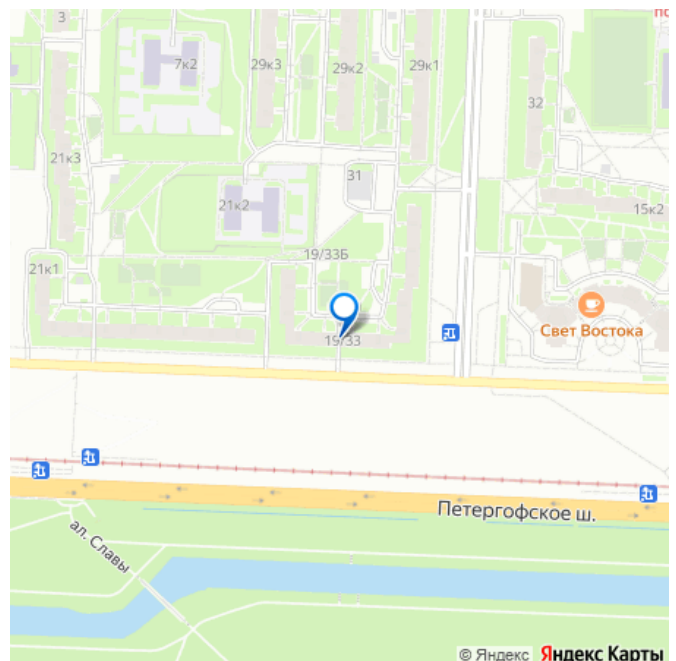 3
7к2
29к3
29к2
29к1
32
21к3
31
21к2
15к2
19/33Б
21к1
Свет Востока
19/33
Петергофское ш.
ал. Славы
© Яндекс Яндекс Карты